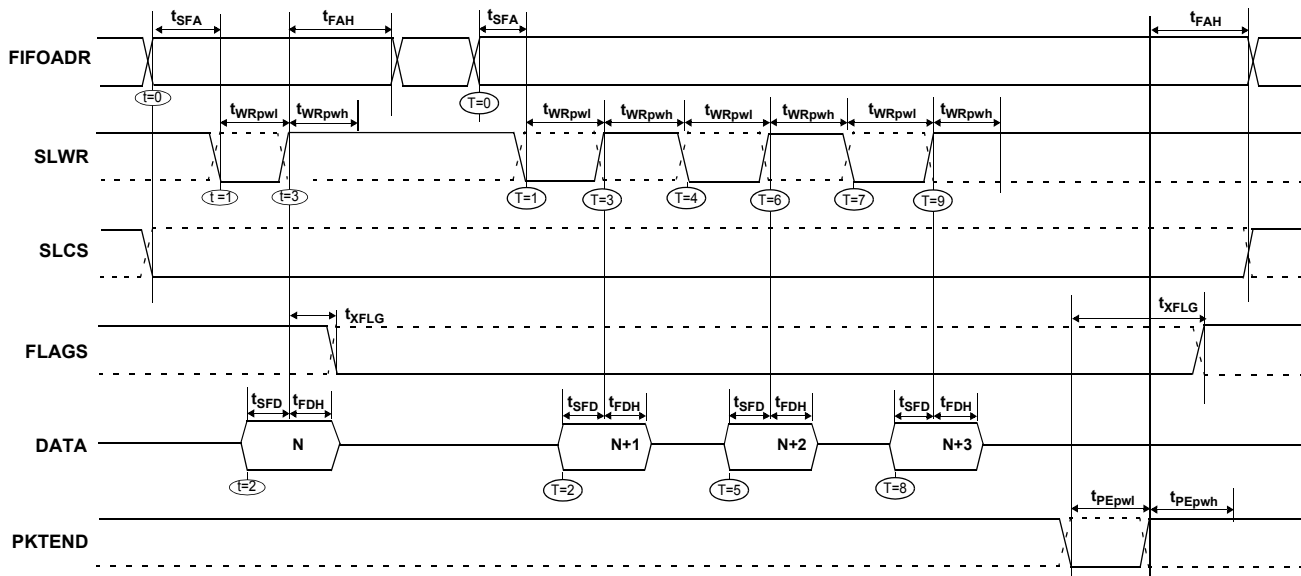 tSFA tFAH tSFA tFAH
FIFOADR
t=0 T=0
tWRpwl tWRpwh tWRpwl tWRpwh tWRpwl tWRpwh tWRpwl tWRpwh
SLWR
t =1 t=3 T=1 T=3 T=4 T=6 T=7 T=9
SLCS
tXFLG tXFLG
FLAGS
tSFD tFDH tSFD tFDH tSFD tFDH tSFD tFDH
DATA N N+1 N+2 N+3
t=2 T=2 T=5 T=8
tPEpwl tPEpwh
PKTEND